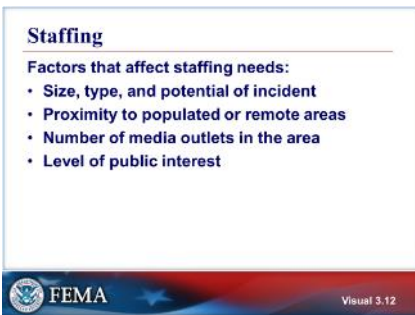 Staffing
Factors that affect staffing needs:
• Size, type, and potential of incident
• Proximity to populated or remote areas
• Number of media outlets in the area
• Level of public interest
FEMA
Visual 3.12